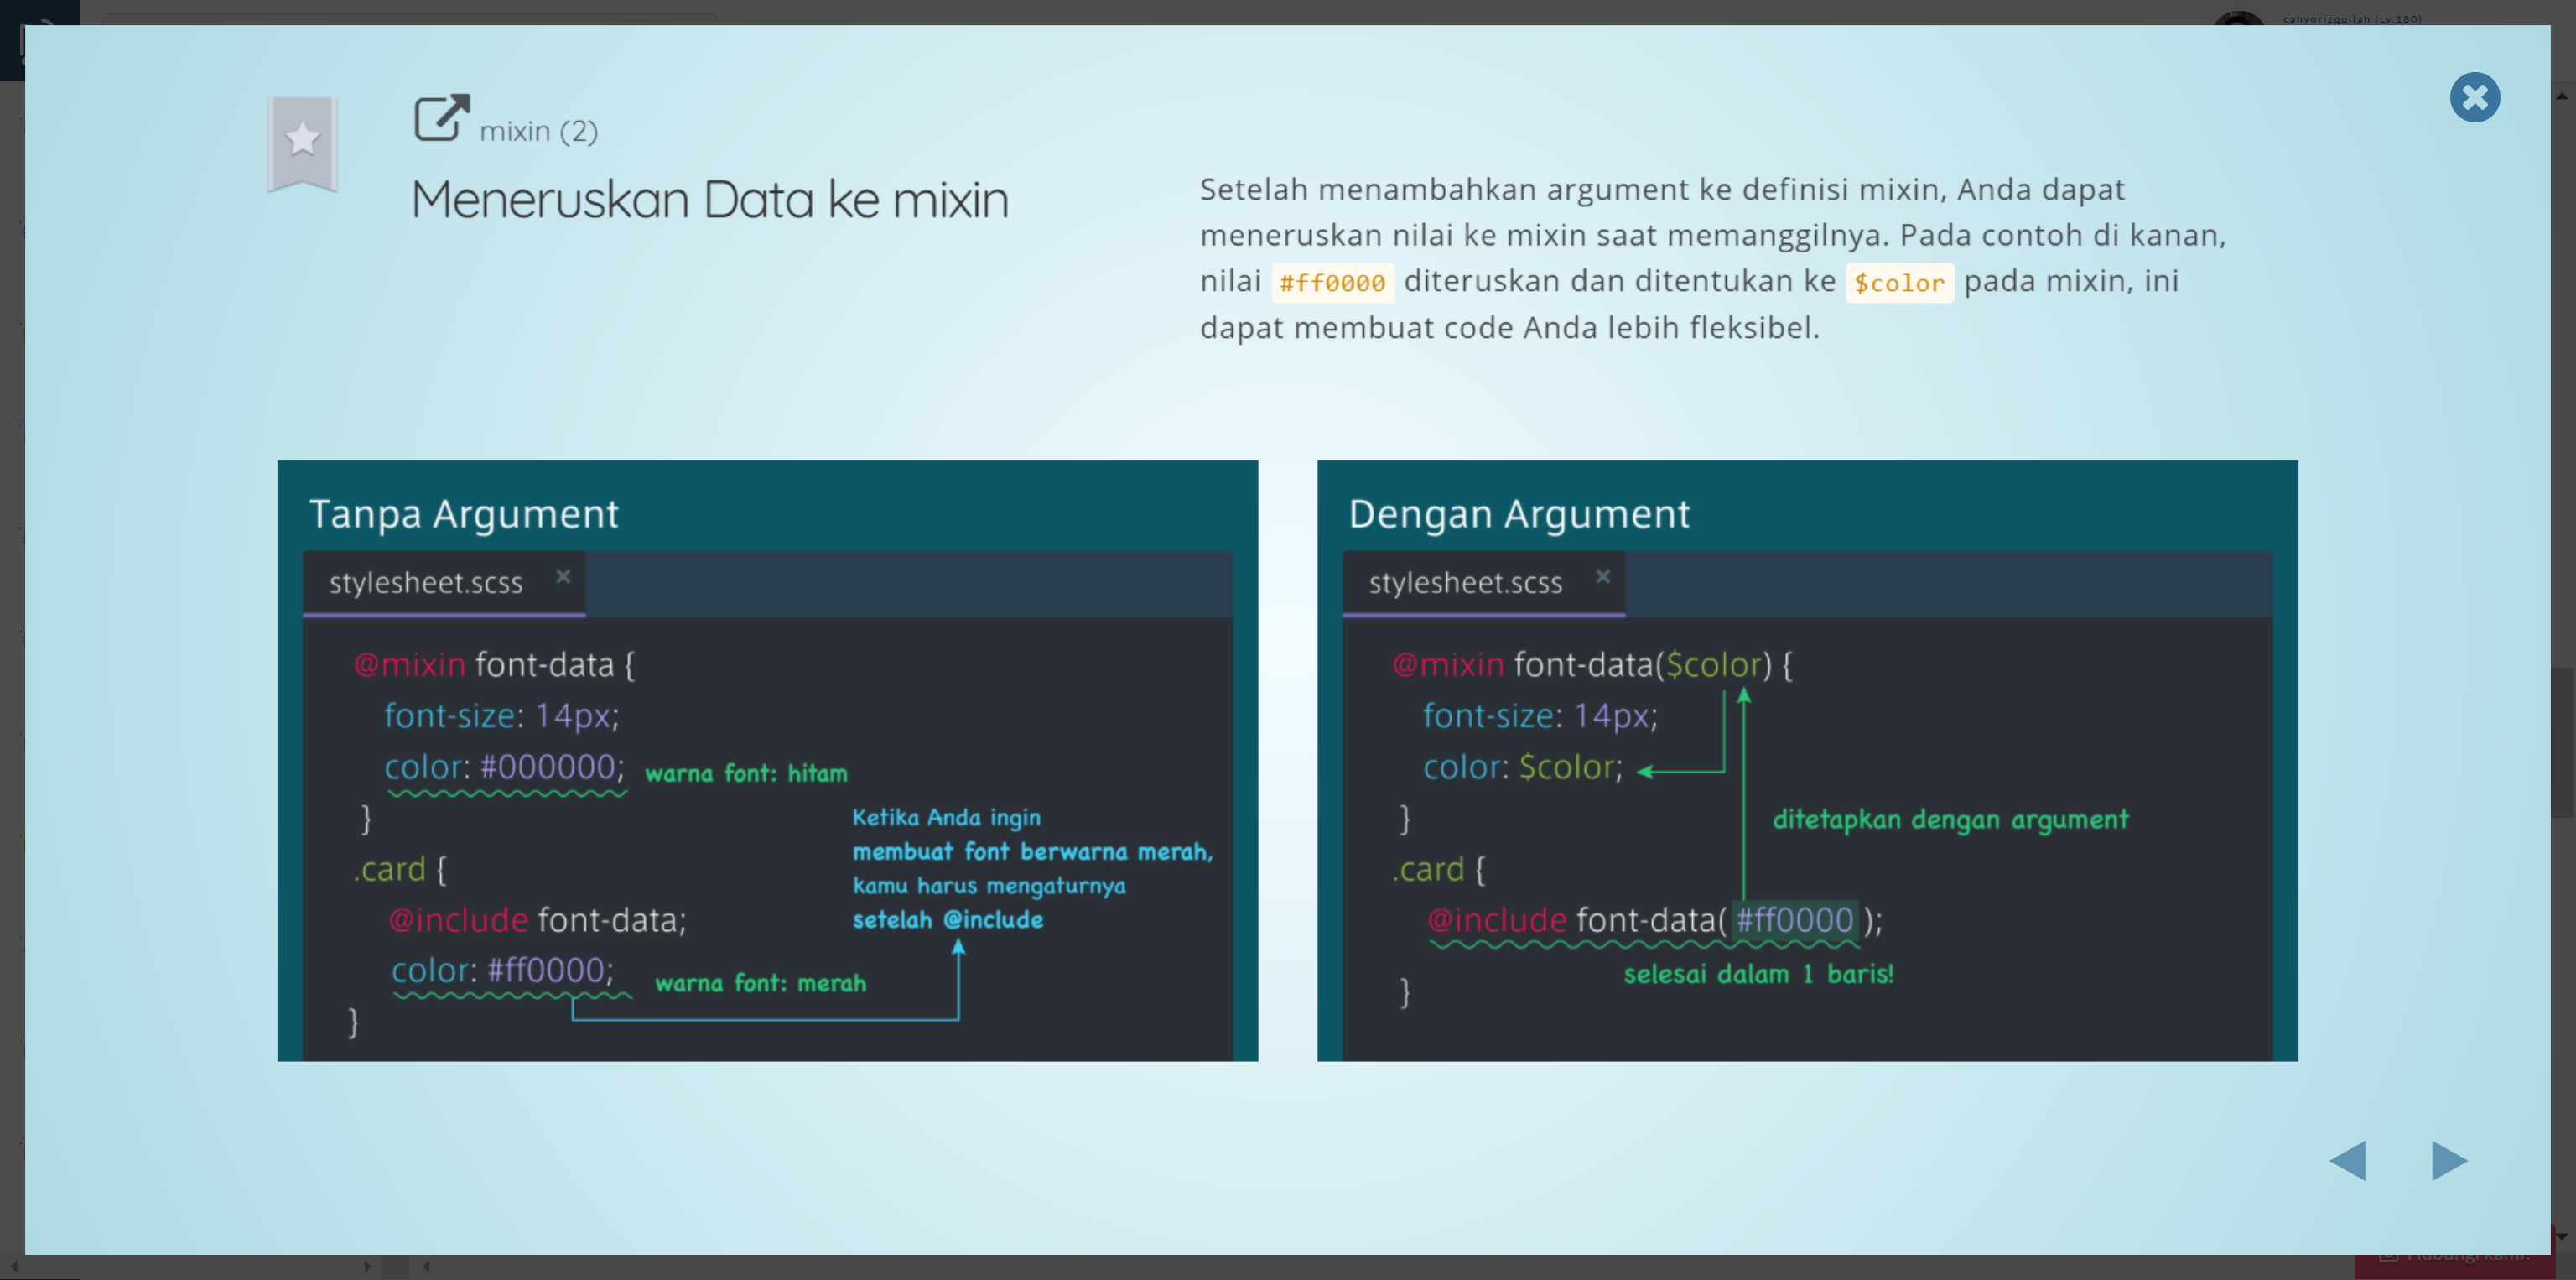 cahyorizqullah (Lv.180)
mixin (2)
Meneruskan Data ke mixin
Setelah menambahkan argument ke definisi mixin, Anda dapat
meneruskan nilai ke mixin saat memanggilnya. Pada contoh di kanan,
nilai #ff0000 diteruskan dan ditentukan ke $color pada mixin, ini
dapat membuat code Anda lebih fleksibel.
Tanpa Argument
stylesheet.scss
@mixin font-data {
font-size: 14px;
color: #000000; warna font: hitam
}
.card {
@include font-data;
color: #ff0000; warna font: merah
}
Ketika Anda ingin
membuat font berwarna merah,
kamu harus mengaturnya
setelah @include
Dengan Argument
stylesheet.scss
@mixin font-data($color) {
font-size: 14px;
color: $color;
}
ditetapkan dengan argument
.card {
@include font-data( #ff0000 );
selesai dalam 1 baris!
}